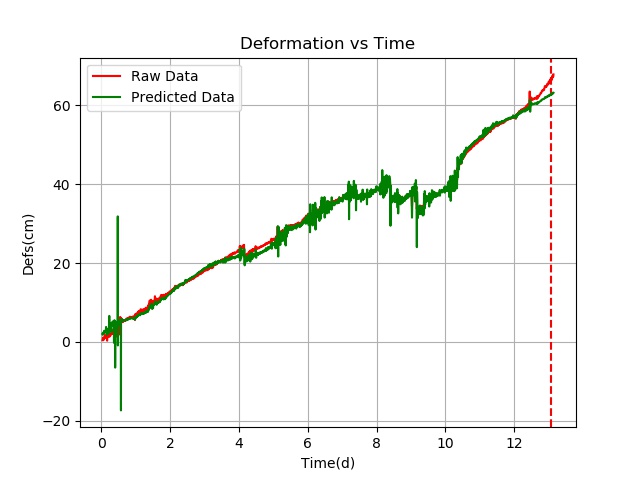 Deformation vs Time
Raw Data
Predicted Data
60
40
20
0
−20
Defs(cm)
0 2 4 6 8 10 12
Time(d)